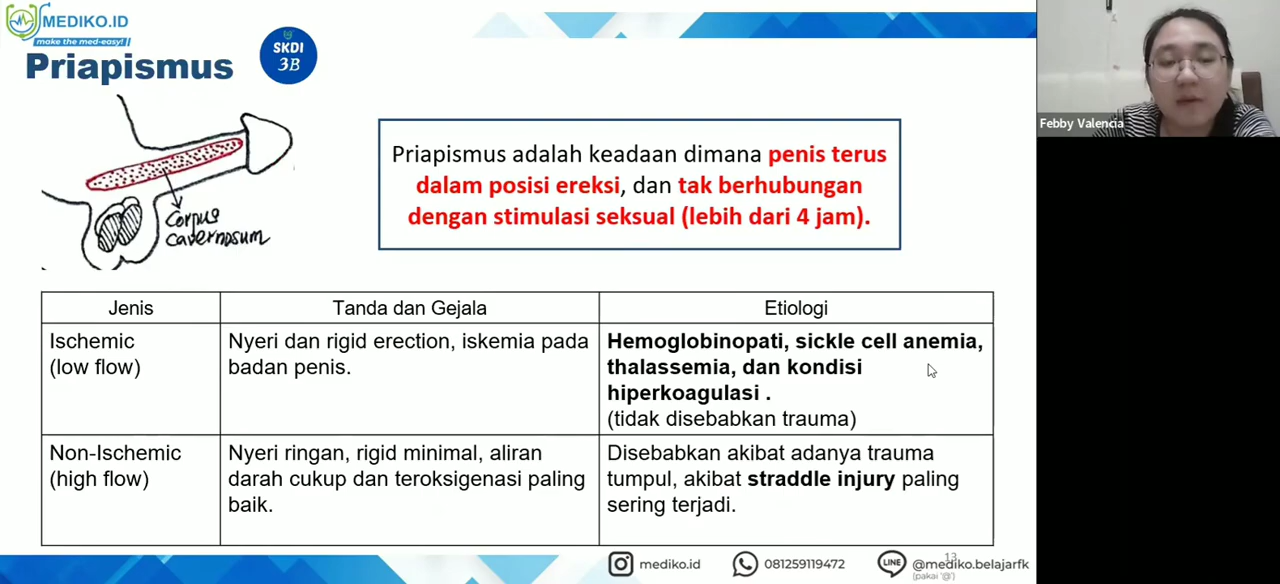 MEDIKO.ID
make the med-easy!
Priapismus
SKDI
3B
Febby Valencia
Corpus
cavernosum
Priapismus adalah keadaan dimana penis terus
dalam posisi ereksi, dan tak berhubungan
dengan stimulasi seksual (lebih dari 4 jam).
Jenis
Tanda dan Gejala
Etiologi
Ischemic
(low flow)
Nyeri dan rigid erection, iskemia pada
badan penis.
Hemoglobinopati, sickle cell anemia,
thalassemia, dan kondisi
hiperkoagulasi .
(tidak disebabkan trauma)
Non-Ischemic
(high flow)
Nyeri ringan, rigid minimal, aliran
darah cukup dan teroksigenasi paling
baik.
Disebabkan akibat adanya trauma
tumpul, akibat straddle injury paling
sering terjadi.
mediko.id
081259119472
LINE
@mediko.belajarfk
(pakai '@')
13